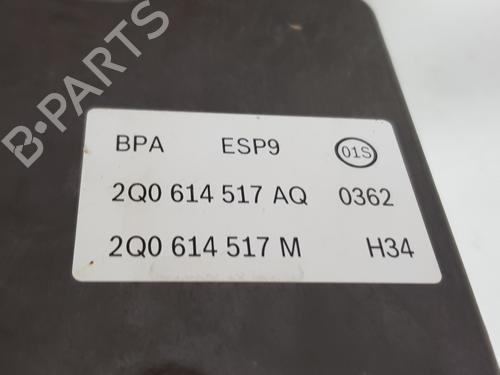 B-PARTS
BPA ESP9 01S
2Q0 614 517 AQ 0362
2Q0 614 517 M H34